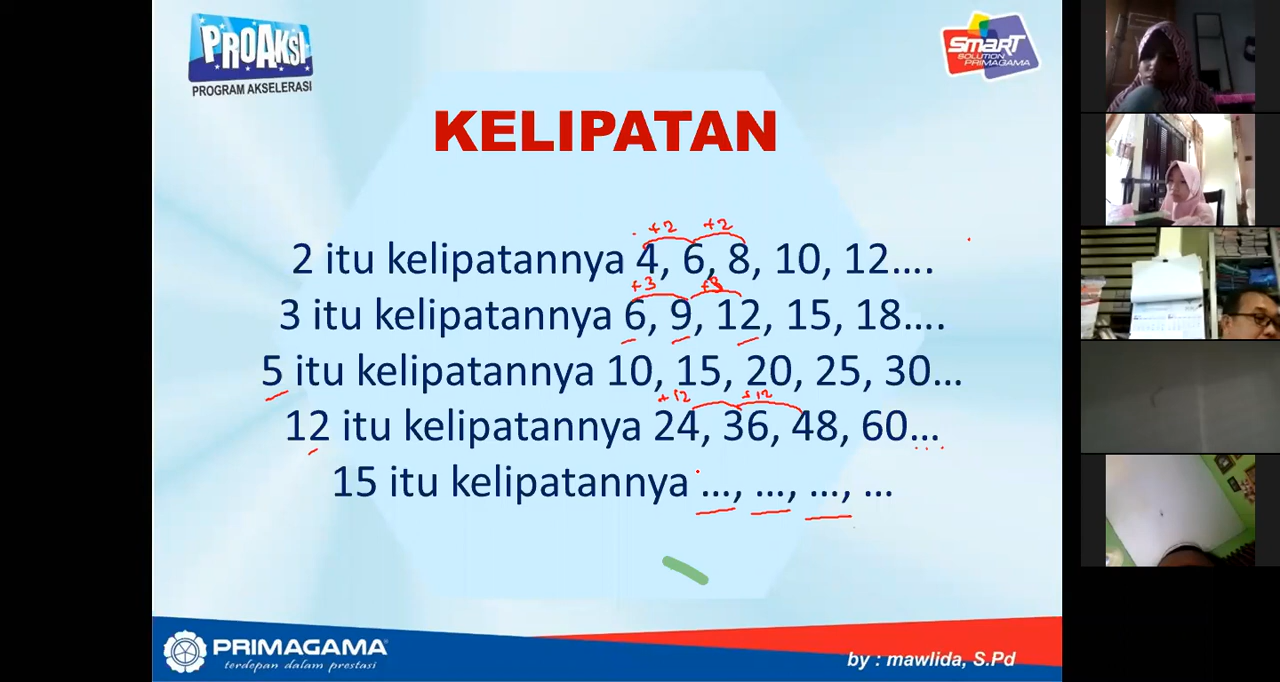 PROAKSI
PROGRAM AKSELERASI
SMART
SOLUTION
PRIMAGAMA
KELIPATAN
+2 +2
2 itu kelipatannya 4, 6, 8, 10, 12....
+3 +3
3 itu kelipatannya 6, 9, 12, 15, 18....
5 itu kelipatannya 10, 15, 20, 25, 30...
+12 +12
12 itu kelipatannya 24, 36, 48, 60...
15 itu kelipatannya ..., ..., ..., ...
PRIMAGAMA
terdepan dalam prestasi
by : mawlida, S.Pd